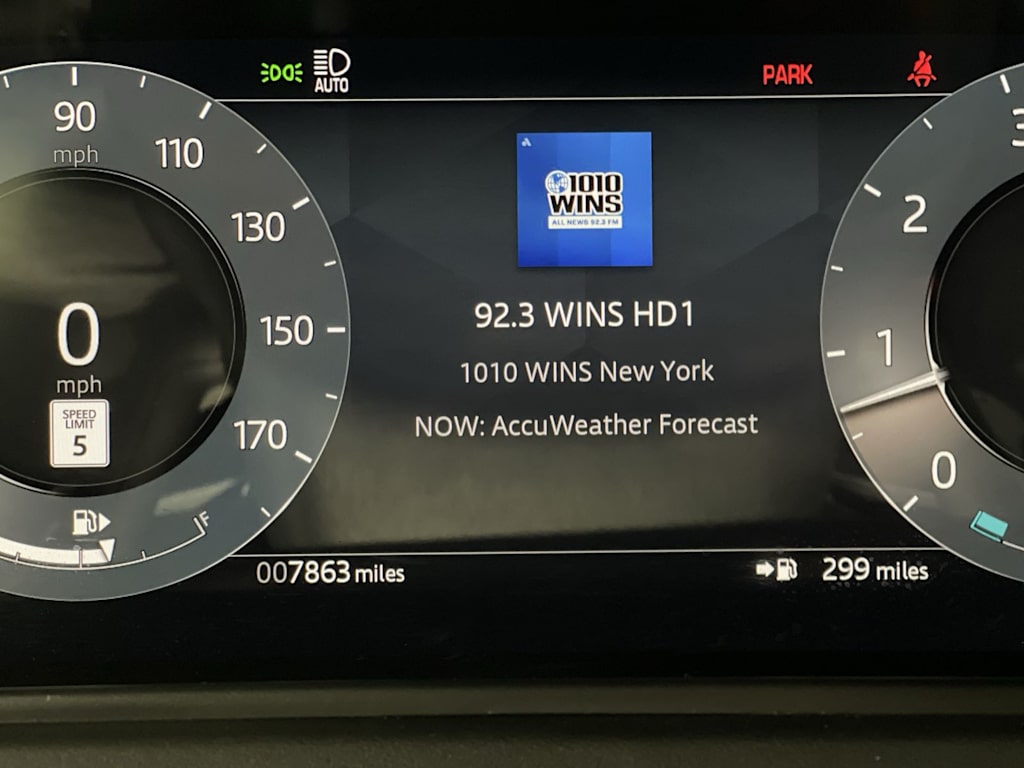 AUTO
PARK
90
mph
110
130
150
170
0
mph
SPEED
LIMIT
5
F
1010
WINS
ALL NEWS 92.3 FM
92.3 WINS HD1
1010 WINS New York
NOW: AccuWeather Forecast
3
2
1
0
007863 miles
299 miles